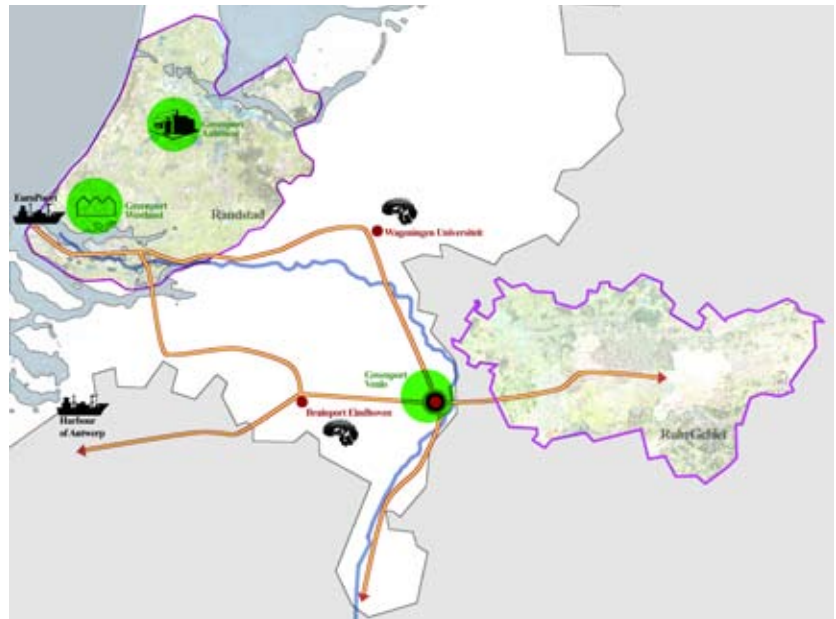 Greenport
Aalsmeer
EuroPoort
Greenport
Westland
Randstad
Wageningen Universiteit
Greenport
Venlo
Brainport Eindhoven
Harbour
of Antwerp
RuhrGebiet